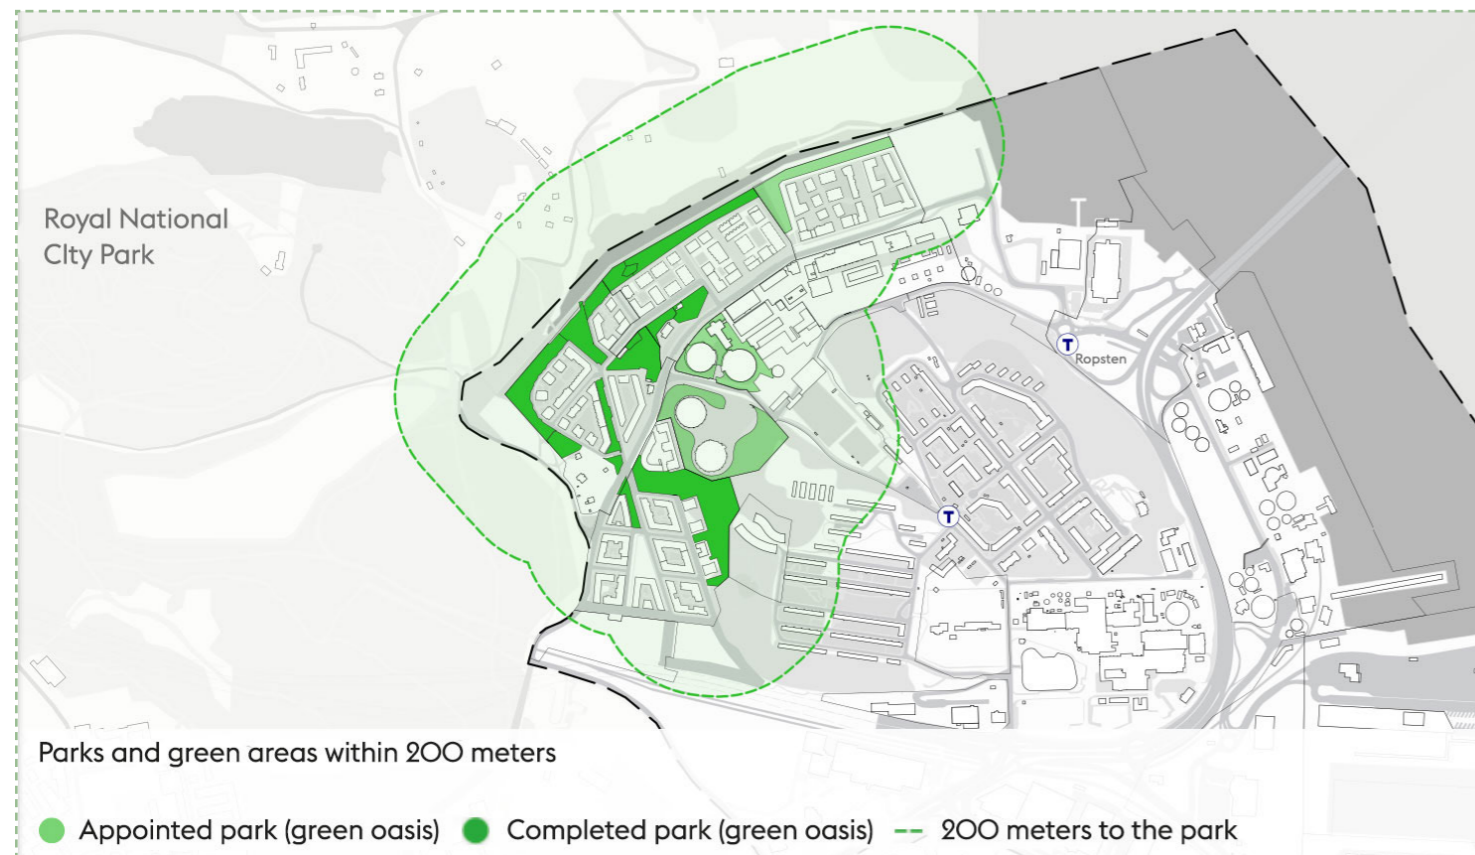 Royal National
CIty Park
T
Ropsten
T
Parks and green areas within 200 meters
Appointed park (green oasis)
Completed park (green oasis)
200 meters to the park